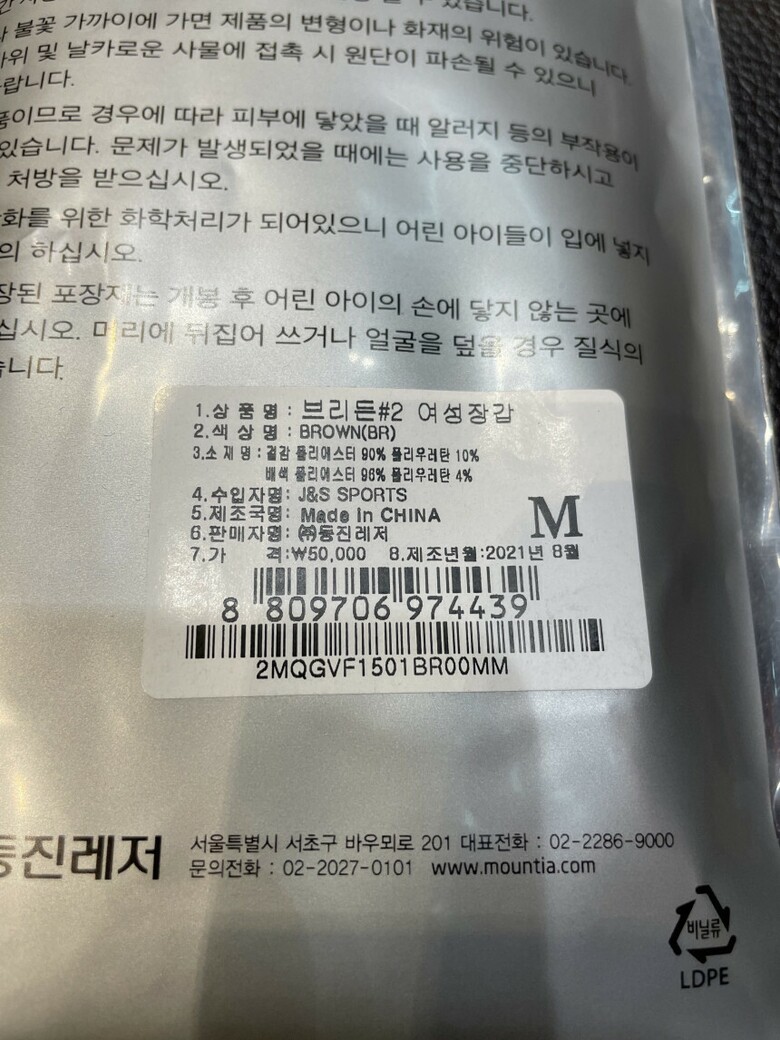 수 있습니다.
불꽃 가까이에 가면 제품의 변형이나 화재의 위험이 있습니다.
바위 및 날카로운 사물에 접촉 시 원단이 파손될 수 있으니
랍니다.
품이므로 경우에 따라 피부에 닿았을 때 알러지 등의 부작용이
있습니다. 문제가 발생되었을 때에는 사용을 중단하시고
처방을 받으십시오.
화를 위한 화학처리가 되어있으니 어린 아이들이 입에 넣지
의 하십시오.
장된 포장재는 개봉 후 어린 아이의 손에 닿지 않는 곳에
십시오. 머리에 뒤집어 쓰거나 얼굴을 덮을 경우 질식의
습니다.
1.상 품 명 : 브리든#2 여성장갑
2.색 상 명 : BROWN(BR)
3.소 재 명 : 겉감 폴리에스터 90% 폴리우레탄 10%
배색 폴리에스터 96% 폴리우레탄 4%
4.수입자명: J&S SPORTS
5.제조국명: Made in CHINA
M
6.판매자명: ㈜동진레저
7.가 격:₩50,000 8.제조년월:2021년 8월
8 809706 974439
2MQGVF1501BR00MM
동진레저 서울특별시 서초구 바우뫼로 201 대표전화 : 02-2286-9000
문의전화 : 02-2027-0101 www.mountia.com
비닐류
LDPE